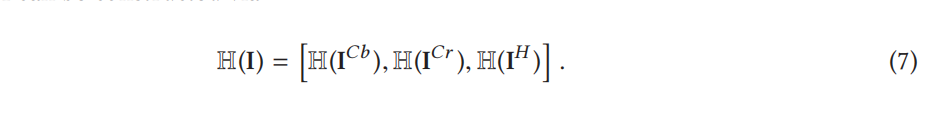 ℍ(𝐈) = [ℍ(𝐈^{Cb}), ℍ(𝐈^{Cr}), ℍ(𝐈^{H})] . (7)